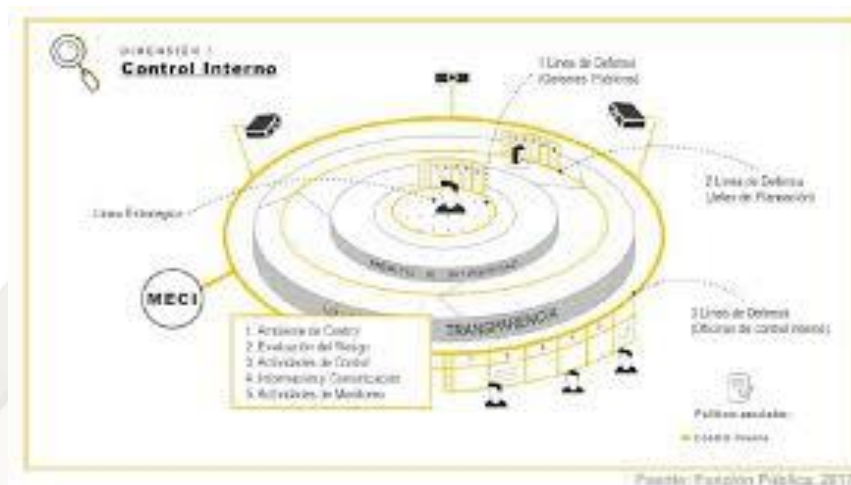 DIMENSIÓN 7
Control Interno
1 Línea de Defensa
(Gerentes Públicos)
2 Línea de Defensa
(Jefes de Planeación)
Línea Estratégica
MECI
TRANSPARENCIA
3 Línea de Defensa
(Oficinas de control interno)
1. Ambiente de Control
2. Evaluación del Riesgo
3. Actividades de Control
4. Información y Comunicación
5. Actividades de Monitoreo
Control Interno
Fuente: Función Pública, 2017